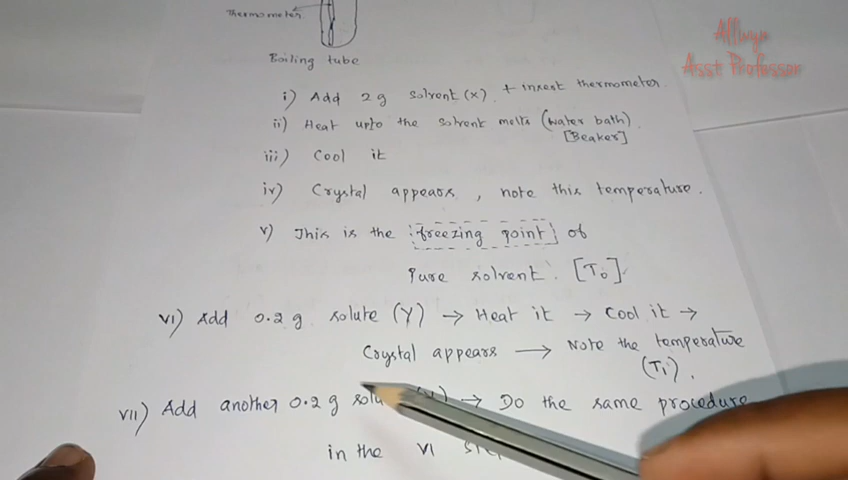 Thermometer
Alluyn
Asst Professor
Boiling tube
i) Add 2 g solvent (X) + insert thermometer
ii) Heat upto the solvent melts (water bath)
[Beaker]
iii) Cool it
iv) Crystal appears, note this temperature.
v) This is the freezing point of
Pure solvent. [T₀]
vi) Add 0.2 g solute (Y) → Heat it → Cool it →
Crystal appears → Note the temperature
(T₁).
vii) Add another 0.2 g → Do the same procedure
in the vi